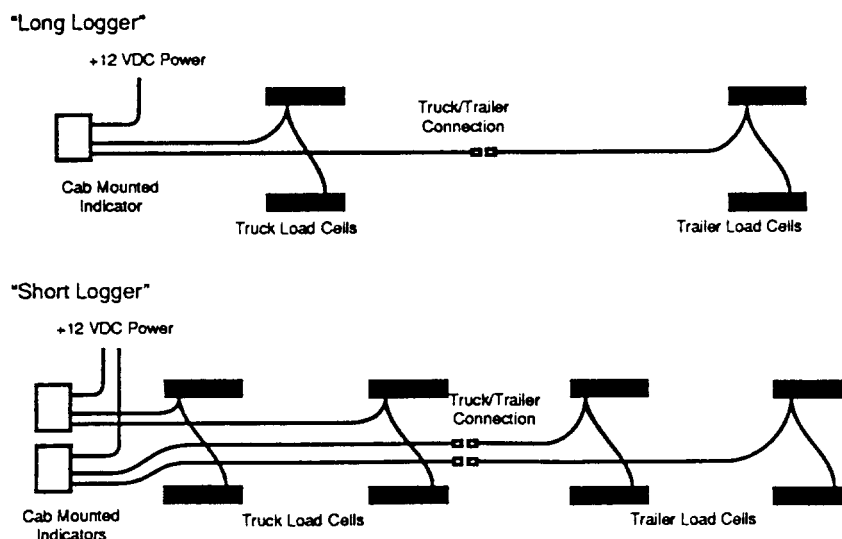 "Long Logger"
+12 VDC Power
Truck/Trailer
Connection
Cab Mounted
Indicator
Truck Load Cells
Trailer Load Cells
"Short Logger"
+12 VDC Power
Truck/Trailer
Connection
Cab Mounted
Indicators
Truck Load Cells
Trailer Load Cells